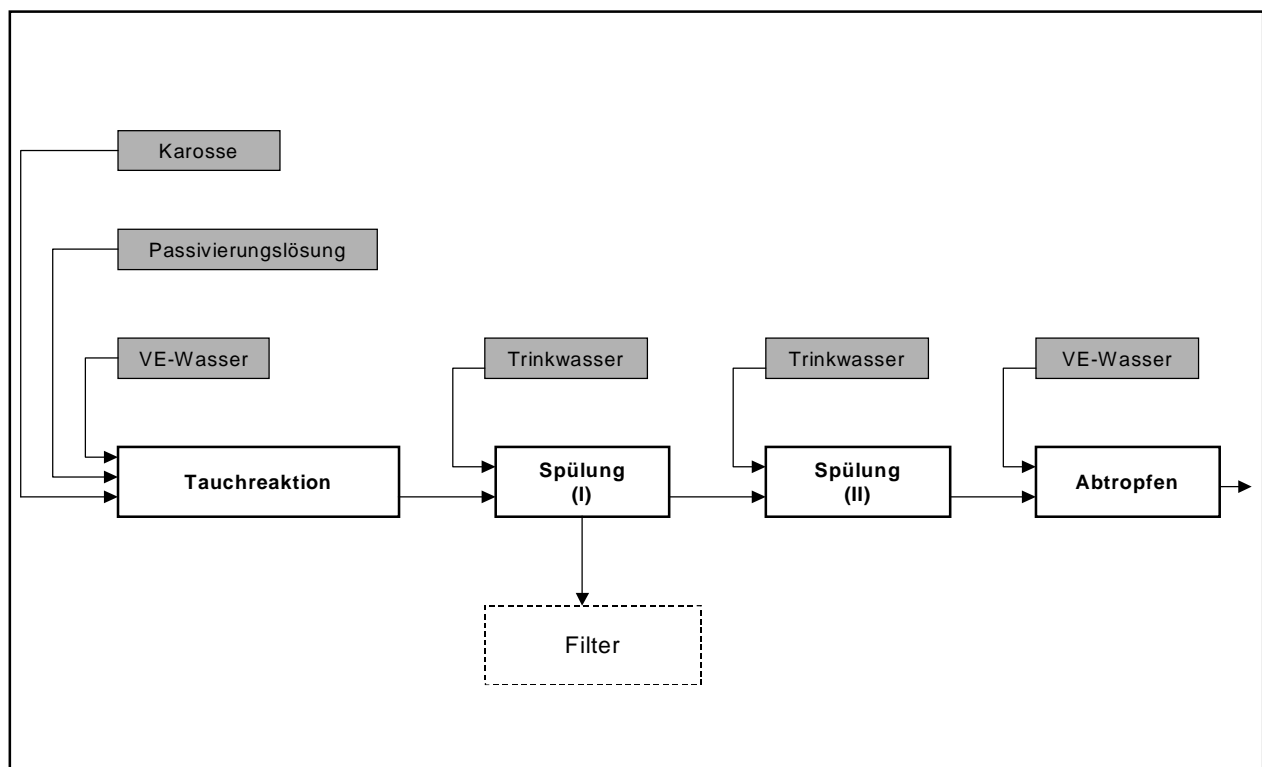 Karosse
Passivierungslösung
VE-Wasser
Trinkwasser
Trinkwasser
VE-Wasser
Tauchreaktion
Spülung
(I)
Spülung
(II)
Abtropfen
Filter